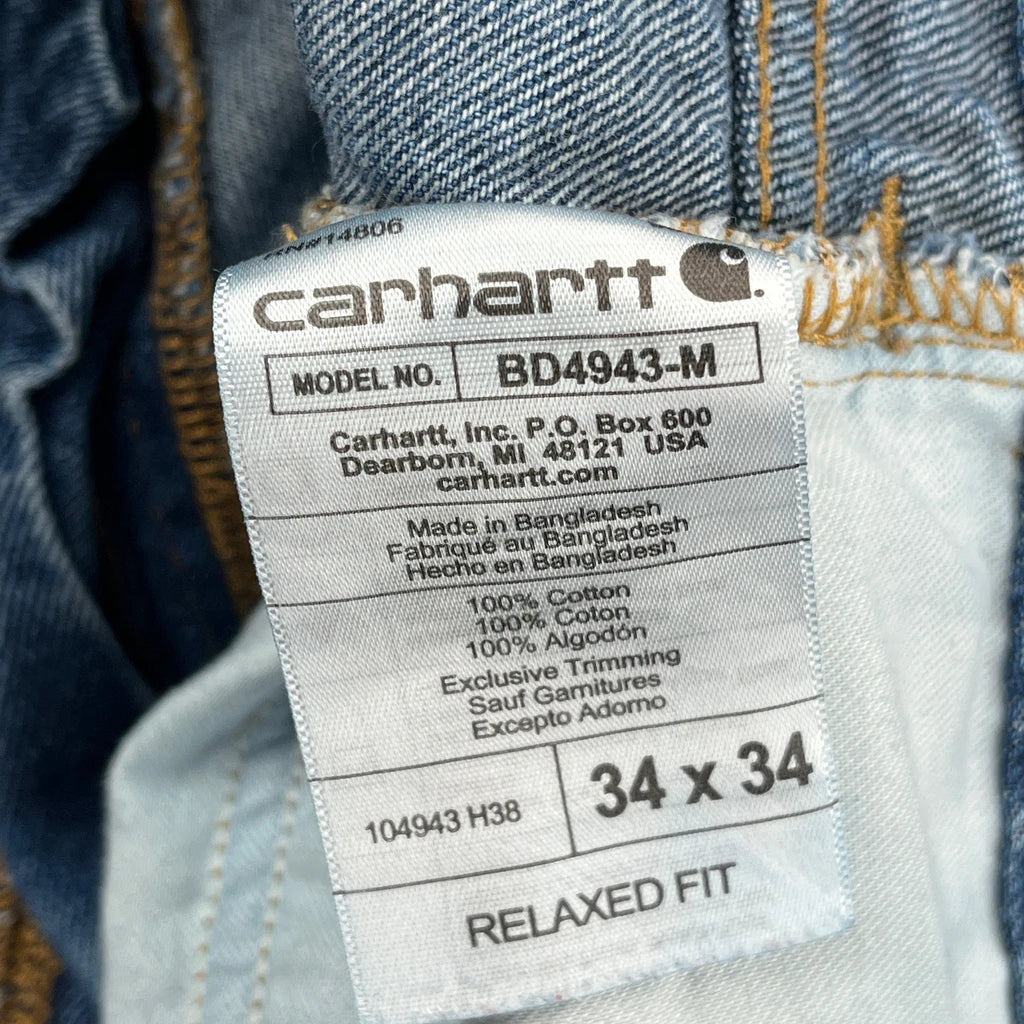 RN#14806
carhartt
MODEL NO. BD4943-M
Carhartt, Inc. P.O. Box 600
Dearborn, MI 48121 USA
carhartt.com
Made in Bangladesh
Fabriqué au Bangladesh
Hecho en Bangladesh
100% Cotton
100% Coton
100% Algodón
Exclusive Trimming
Sauf Garnitures
Excepto Adorno
104943 H38 34 x 34
RELAXED FIT